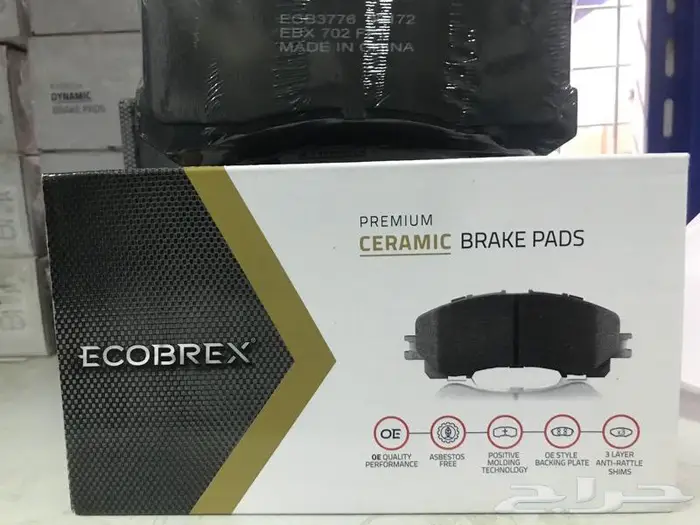 ECB3776
EBX 702
MADE IN CHINA
DYNAMIC
BRAKE PADS
PREMIUM
CERAMIC BRAKE PADS
ECOBREX
OE
OE QUALITY
PERFORMANCE
ASBESTOS
FREE
POSITIVE
MOLDING
TECHNOLOGY
OE STYLE
BACKING PLATE
3 LAYER
ANTI-RATTLE
SHIMS
حراج